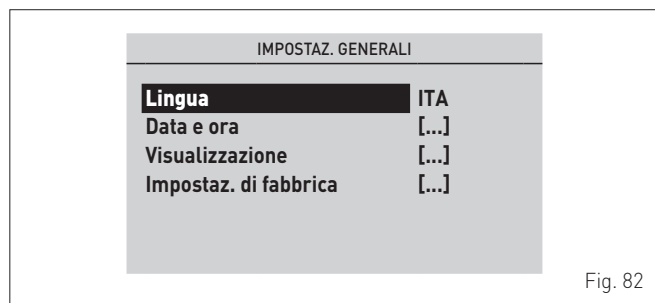 IMPOSTAZ. GENERALI
Lingua ITA
Data e ora [...]
Visualizzazione [...]
Impostaz. di fabbrica [...]
Fig. 82